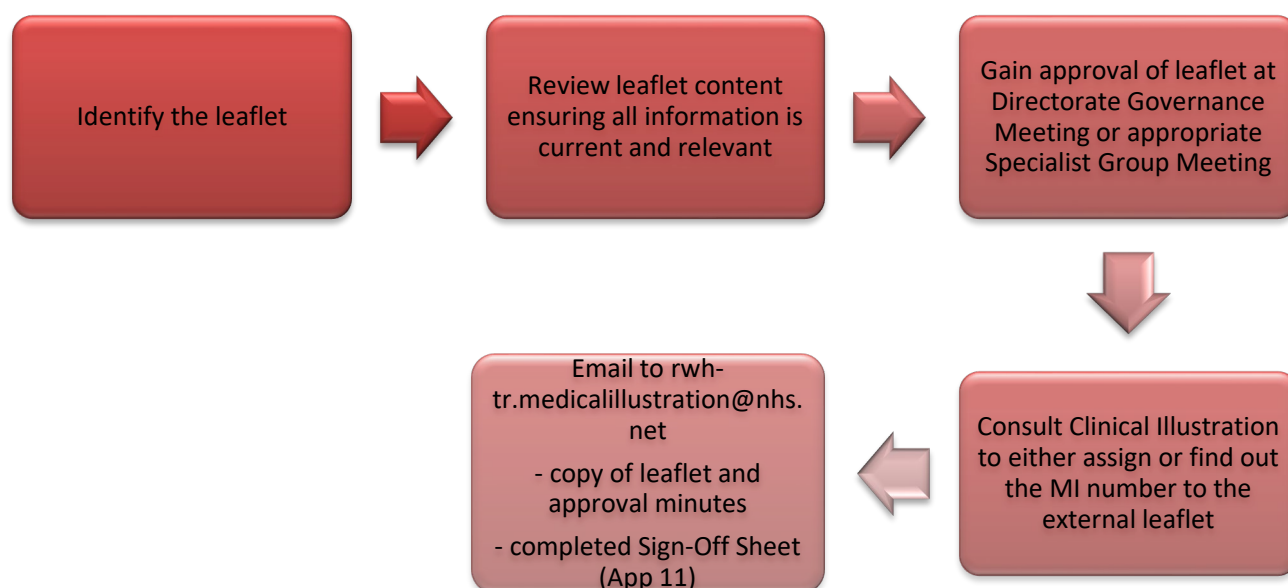 Identify the leaflet
Review leaflet content
ensuring all information is
current and relevant
Gain approval of leaflet at
Directorate Governance
Meeting or appropriate
Specialist Group Meeting
Consult Clinical Illustration
to either assign or find out
the MI number to the
external leaflet
Email to rwh-
tr.medicalillustration@nhs.
net
- copy of leaflet and
approval minutes
- completed Sign-Off Sheet
(App 11)